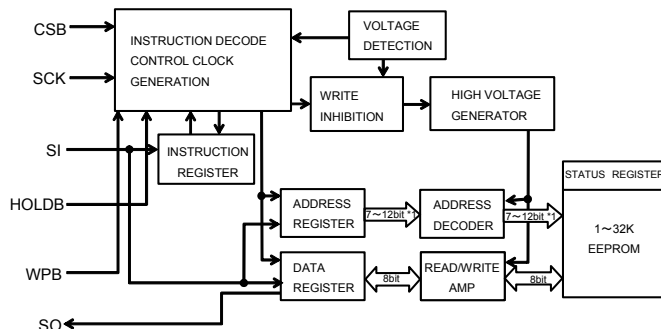 CSB
SCK
SI
HOLDB
WPB
SO
INSTRUCTION DECODE
CONTROL CLOCK
GENERATION
VOLTAGE
DETECTION
WRITE
INHIBITION
HIGH VOLTAGE
GENERATOR
INSTRUCTION
REGISTER
ADDRESS
REGISTER
7～12bit *1
ADDRESS
DECODER
7～12bit *1
DATA
REGISTER
8bit
READ/WRITE
AMP
8bit
STATUS REGISTER
1～32K
EEPROM